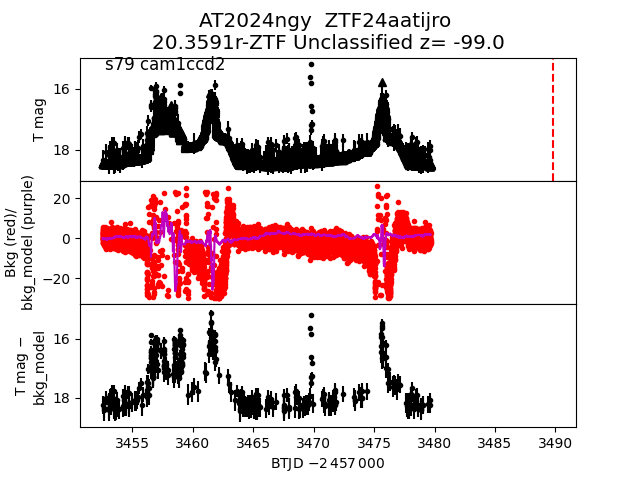 AT2024ngy  ZTF24aatijro
20.3591r-ZTF Unclassified z= -99.0
s79 cam1ccd2
T mag
16
18
Bkg (red)/
bkg_model (purple)
20
0
−20
T mag −
bkg_model
16
18
3455 3460 3465 3470 3475 3480 3485 3490
BTJD −2 457 000